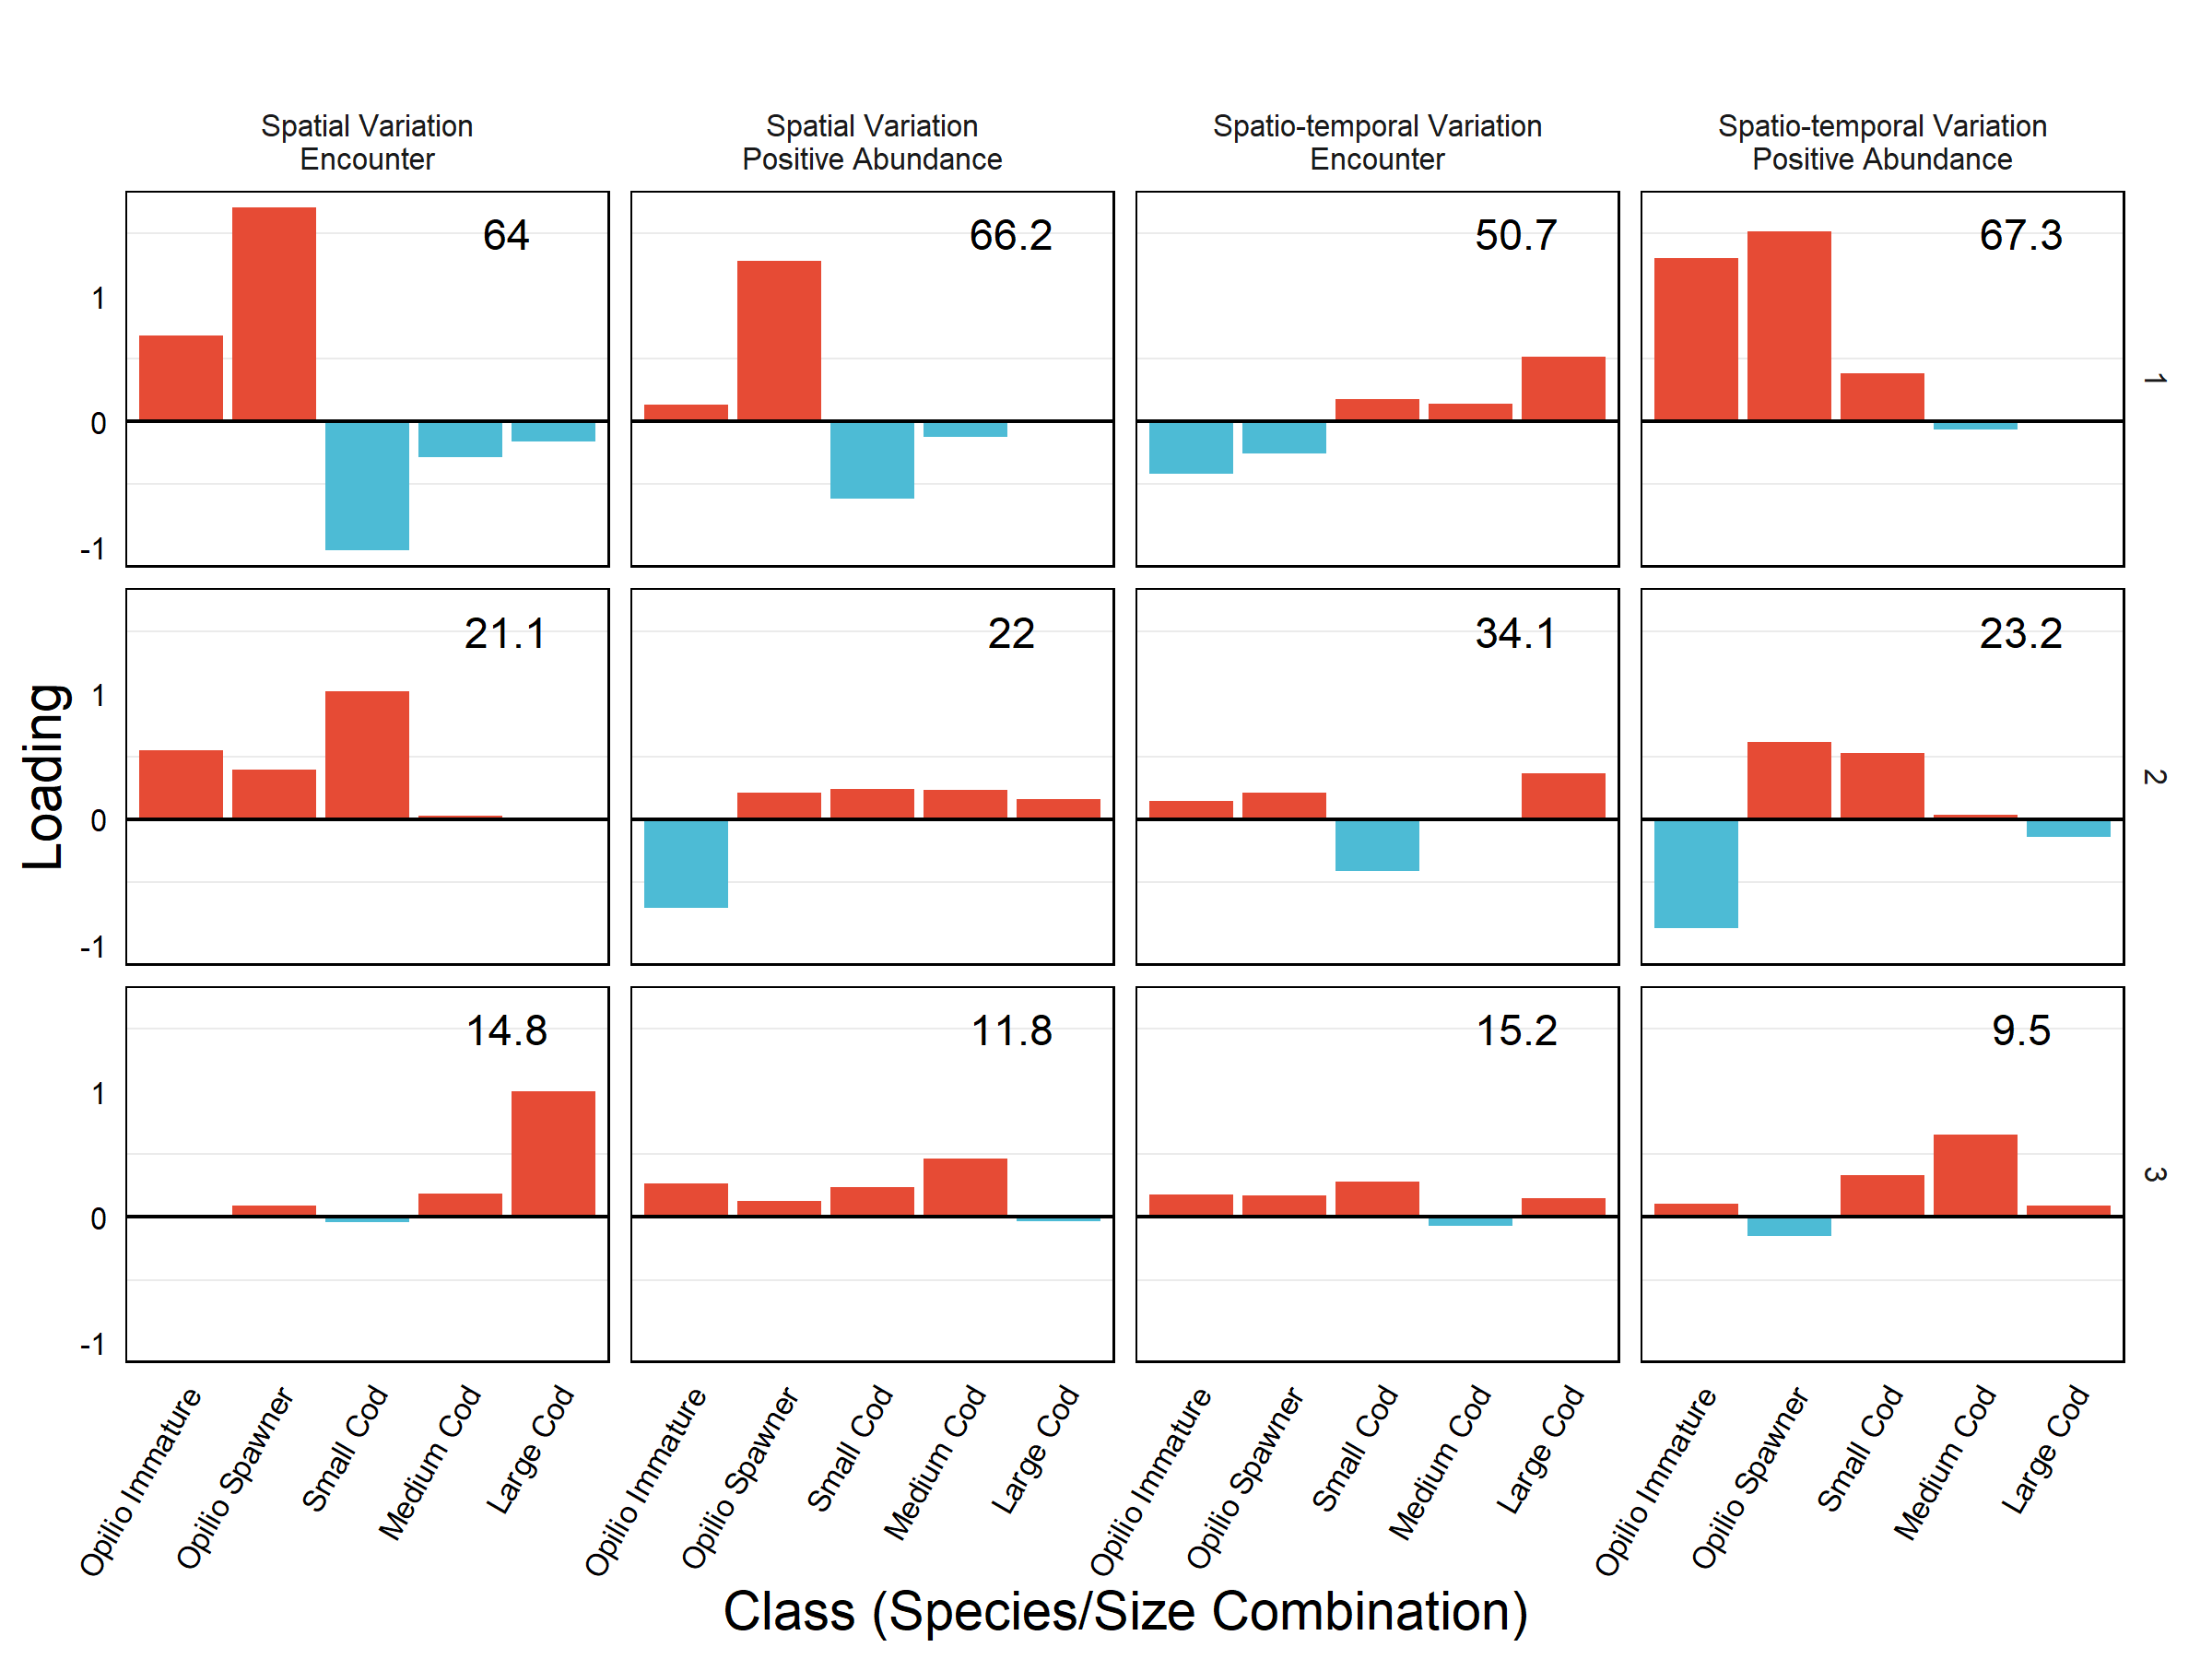 Spatial Variation
Encounter
Spatial Variation
Positive Abundance
Spatio-temporal Variation
Encounter
Spatio-temporal Variation
Positive Abundance
64
66.2
50.7
67.3
1
0
-1
1
21.1
22
34.1
23.2
1
0
-1
2
14.8
11.8
15.2
9.5
1
0
-1
3
Loading
Opilio Immature
Opilio Spawner
Small Cod
Medium Cod
Large Cod
Opilio Immature
Opilio Spawner
Small Cod
Medium Cod
Large Cod
Opilio Immature
Opilio Spawner
Small Cod
Medium Cod
Large Cod
Opilio Immature
Opilio Spawner
Small Cod
Medium Cod
Large Cod
Class (Species/Size Combination)